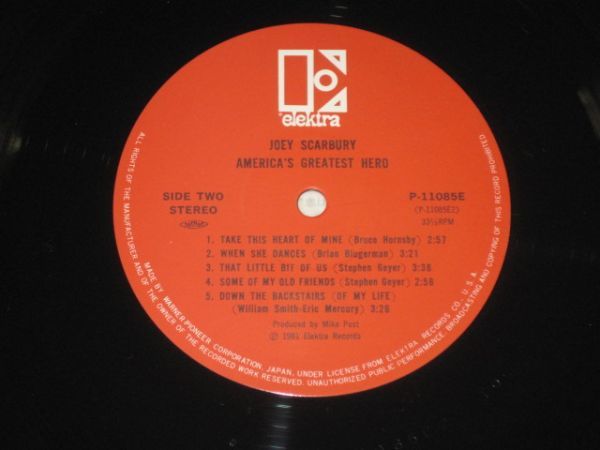 elektra
JOEY SCARBURY
AMERICA'S GREATEST HERO
SIDE TWO
STEREO
P-11085E
(P-11085E2)
33⅓RPM
1. TAKE THIS HEART OF MINE (Bruce Hornsby) 2:57
2. WHEN SHE DANCES (Brian Blugerman) 3:21
3. THAT LITTLE BIT OF US (Stephen Geyer) 3:36
4. SOME OF MY OLD FRIENDS (Stephen Geyer) 2:58
5. DOWN THE BACKSTAIRS (OF MY LIFE)
(William Smith-Eric Mercury) 3:26
Produced by Mike Post
℗ 1981 Elektra Records
MADE BY WARNER-PIONEER CORPORATION, JAPAN, UNDER LICENSE FROM ELEKTRA RECORDS CO., U.S.A.
ALL RIGHTS OF THE MANUFACTURER AND OF THE OWNER OF THE RECORDED WORK RESERVED. UNAUTHORIZED PUBLIC PERFORMANCE, BROADCASTING AND COPYING OF THIS RECORD PROHIBITED